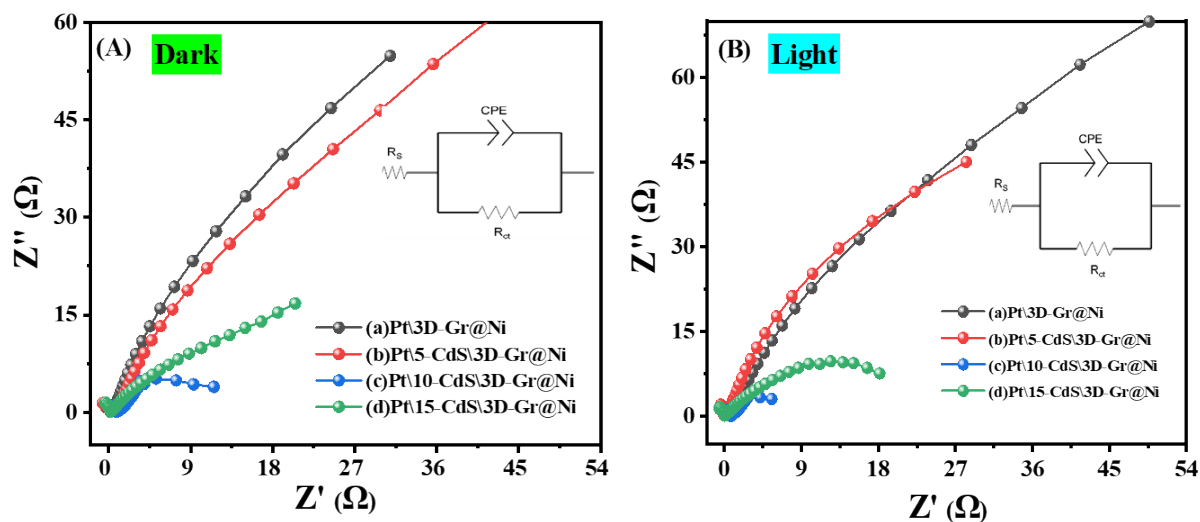 (A)
Dark
60
45
30
15
0
Z'' (Ω)
0 9 18 27 36 45 54
Z' (Ω)
CPE
Rs
Rct
(a)Pt\3D-Gr@Ni
(b)Pt\5-CdS\3D-Gr@Ni
(c)Pt\10-CdS\3D-Gr@Ni
(d)Pt\15-CdS\3D-Gr@Ni
(B)
Light
60
45
30
15
0
Z'' (Ω)
0 9 18 27 36 45 54
Z' (Ω)
CPE
Rs
Rct
(a)Pt\3D-Gr@Ni
(b)Pt\5-CdS\3D-Gr@Ni
(c)Pt\10-CdS\3D-Gr@Ni
(d)Pt\15-CdS\3D-Gr@Ni